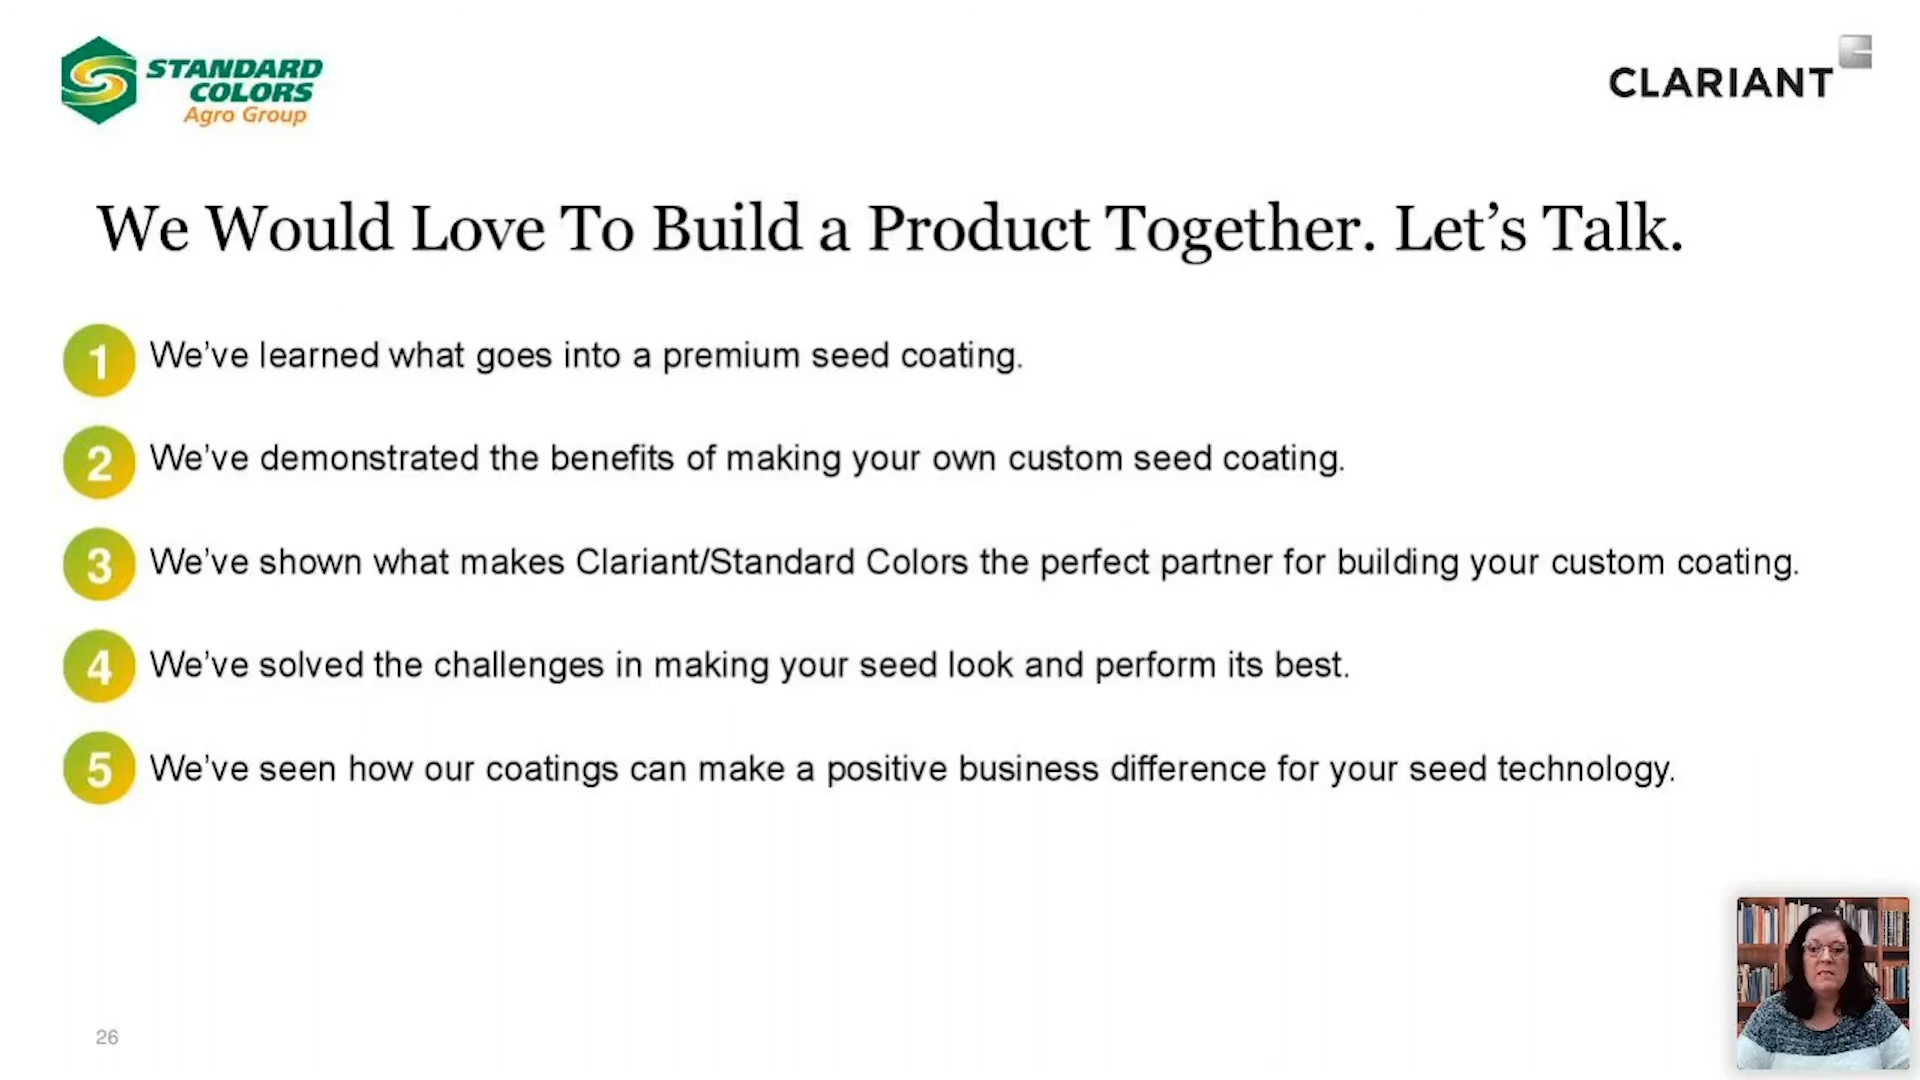 STANDARD
COLORS
Agro Group
CLARIANT
We Would Love To Build a Product Together. Let’s Talk.
1 We’ve learned what goes into a premium seed coating.
2 We’ve demonstrated the benefits of making your own custom seed coating.
3 We’ve shown what makes Clariant/Standard Colors the perfect partner for building your custom coating.
4 We’ve solved the challenges in making your seed look and perform its best.
5 We’ve seen how our coatings can make a positive business difference for your seed technology.
26